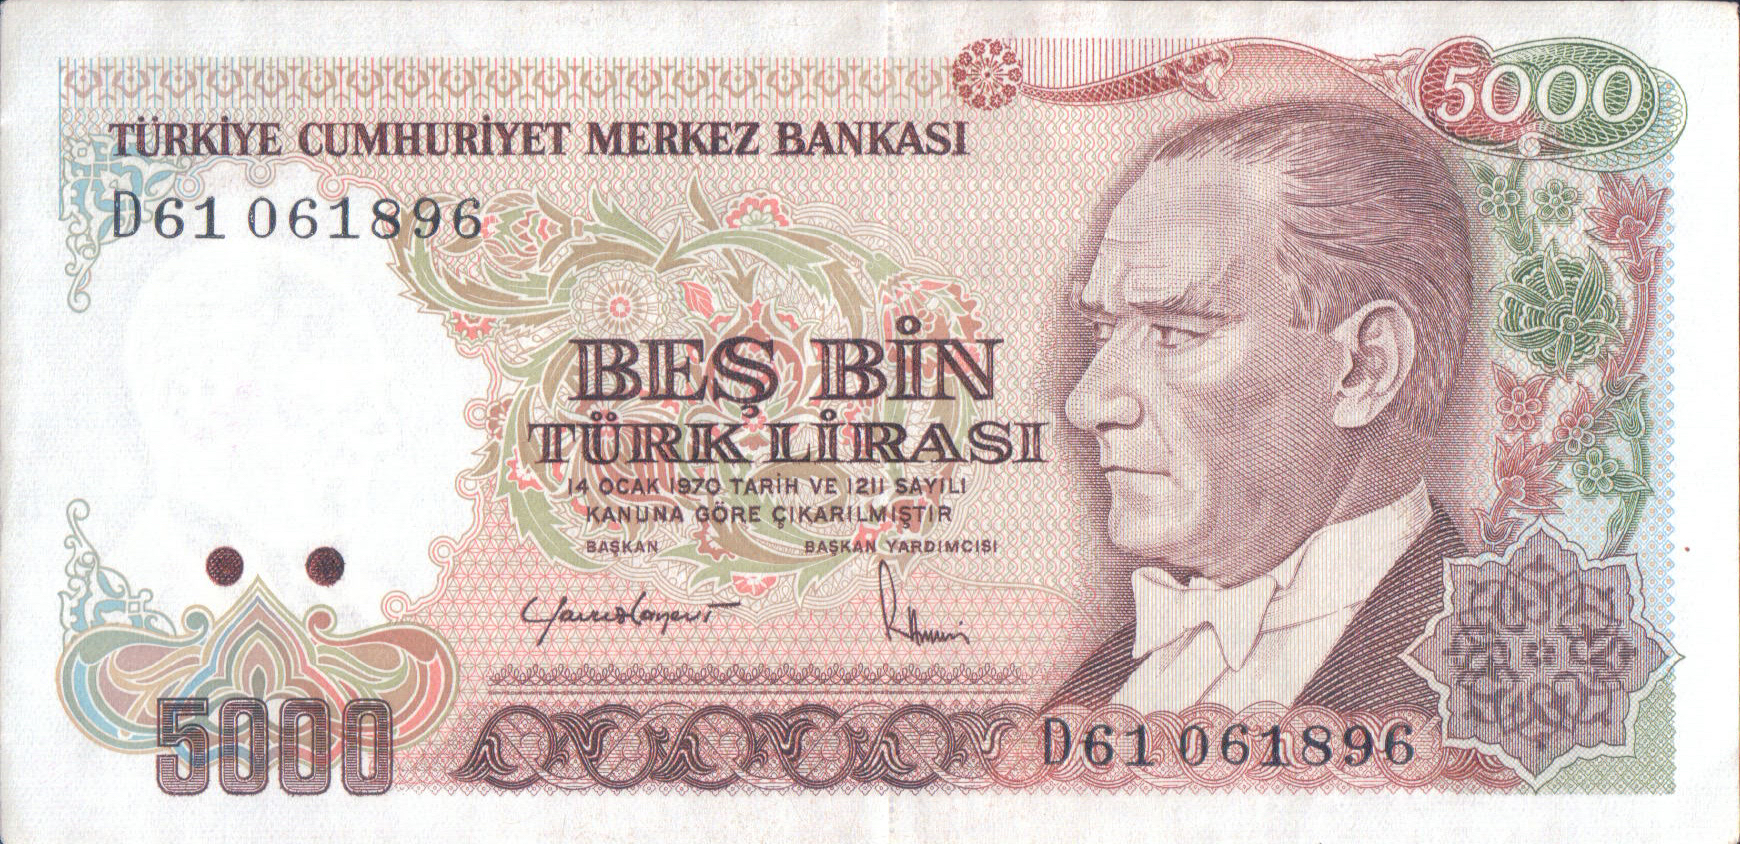 5000
TÜRKİYE CUMHURİYET MERKEZ BANKASI
D61 061896
BEŞ BİN
TÜRK LİRASI
14 OCAK 1970 TARİH VE 1211 SAYILI
KANUNA GÖRE ÇIKARILMIŞTIR
BAŞKAN BAŞKAN YARDIMCISI
5000
D61 061896